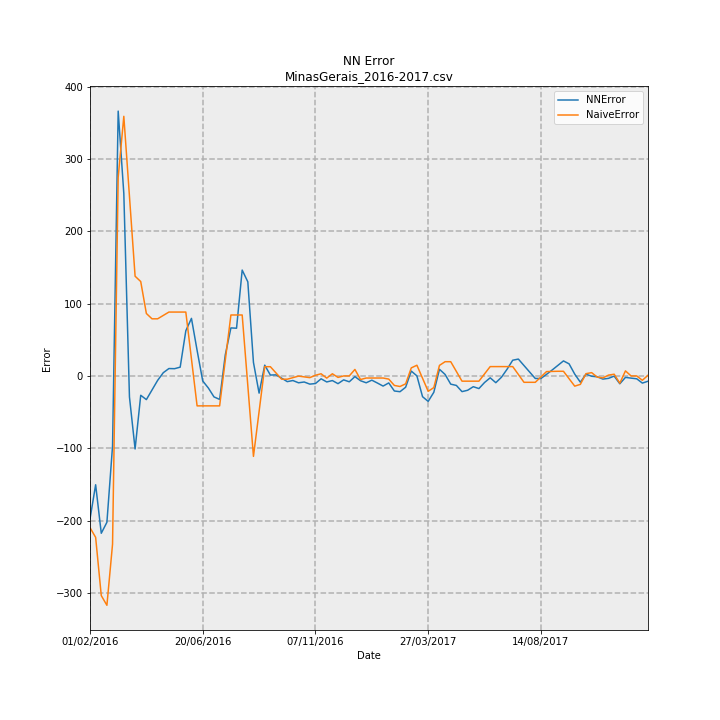 NN Error
MinasGerais_2016-2017.csv
NNError
NaiveError
400
300
200
100
0
−100
−200
−300
Error
01/02/2016 20/06/2016 07/11/2016 27/03/2017 14/08/2017
Date